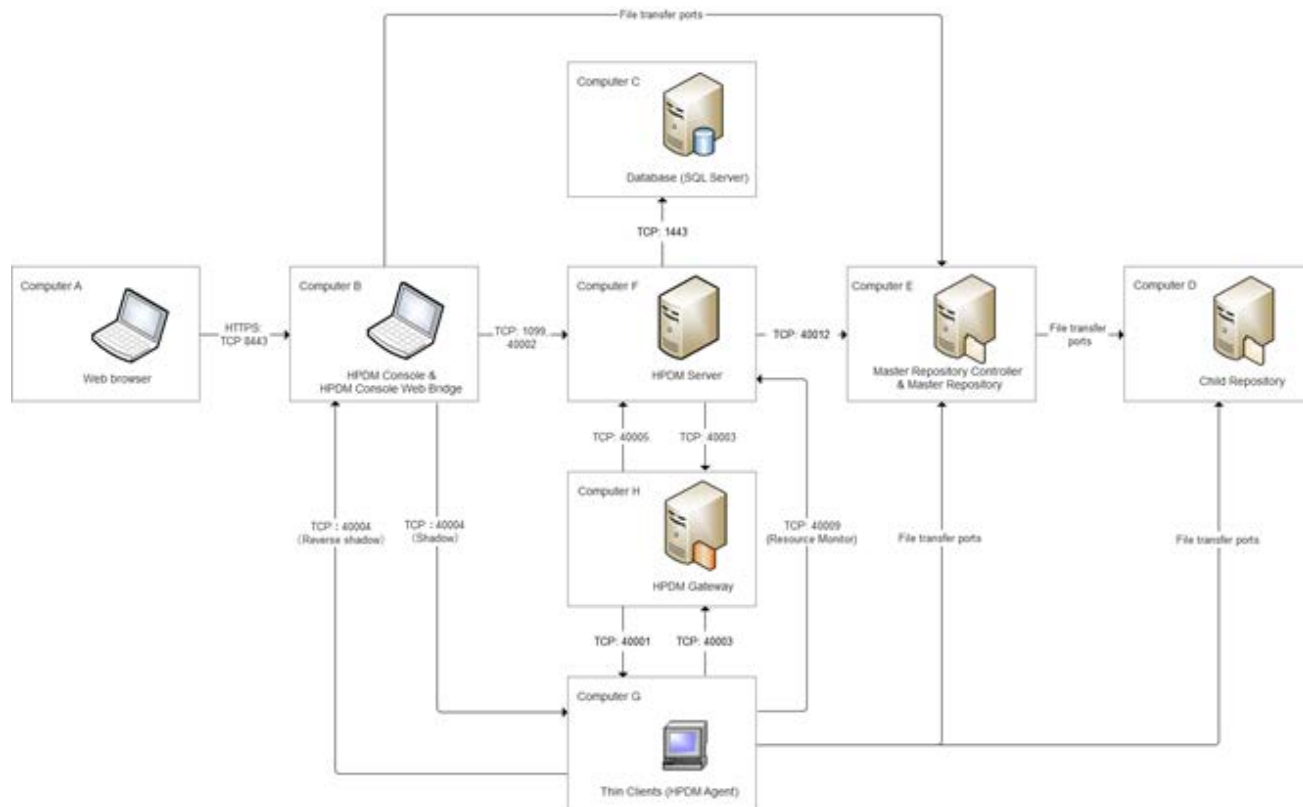 File transfer ports
Computer C
Database (SQL Server)
TCP: 1443
Computer A
Web browser
HTTPS:
TCP 8443
Computer B
HPDM Console &
HPDM Console Web Bridge
TCP: 1099
40002
Computer F
HPDM Server
TCP: 40012
Computer E
Master Repository Controller
& Master Repository
File transfer
ports
Computer D
Child Repository
TCP: 40005
TCP: 40003
Computer H
HPDM Gateway
TCP : 40004
(Reverse shadow)
TCP : 40004
(Shadow)
TCP: 40009
(Resource Monitor)
File transfer ports
File transfer ports
TCP: 40001
TCP: 40003
Computer G
Thin Clients (HPDM Agent)